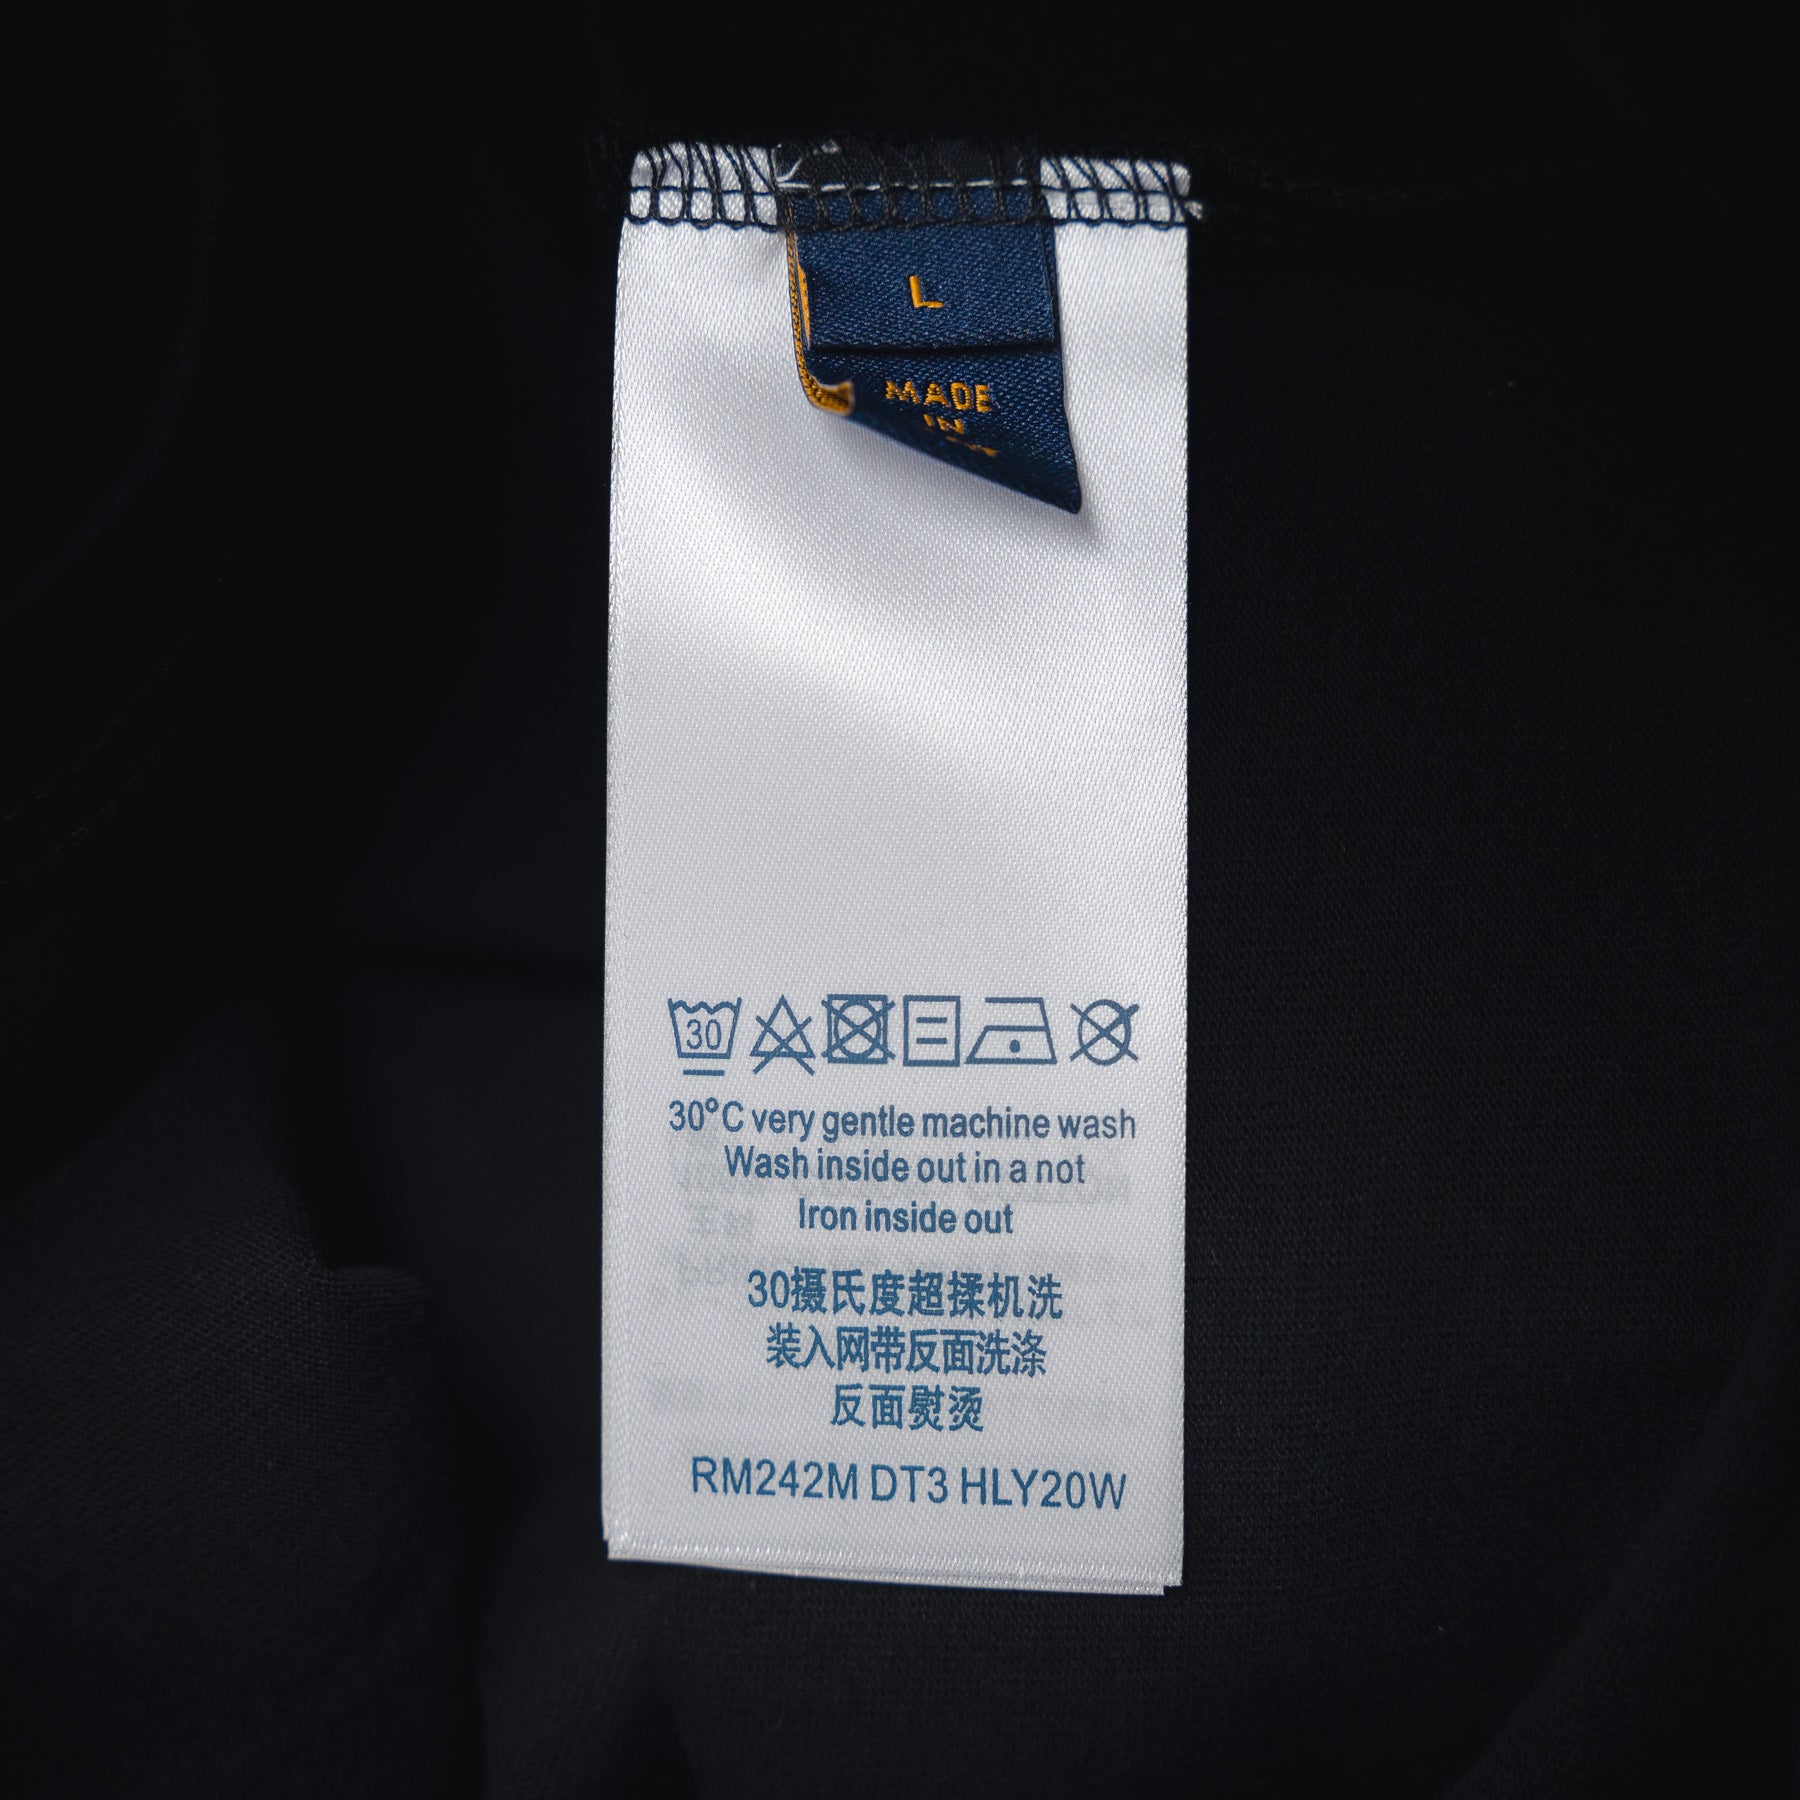 L
MADE
IN
30
30°C very gentle machine wash
Wash inside out in a not
Iron inside out
30摄氏度超揉机洗
装入网带反面洗涤
反面熨烫
RM242M DT3 HLY20W